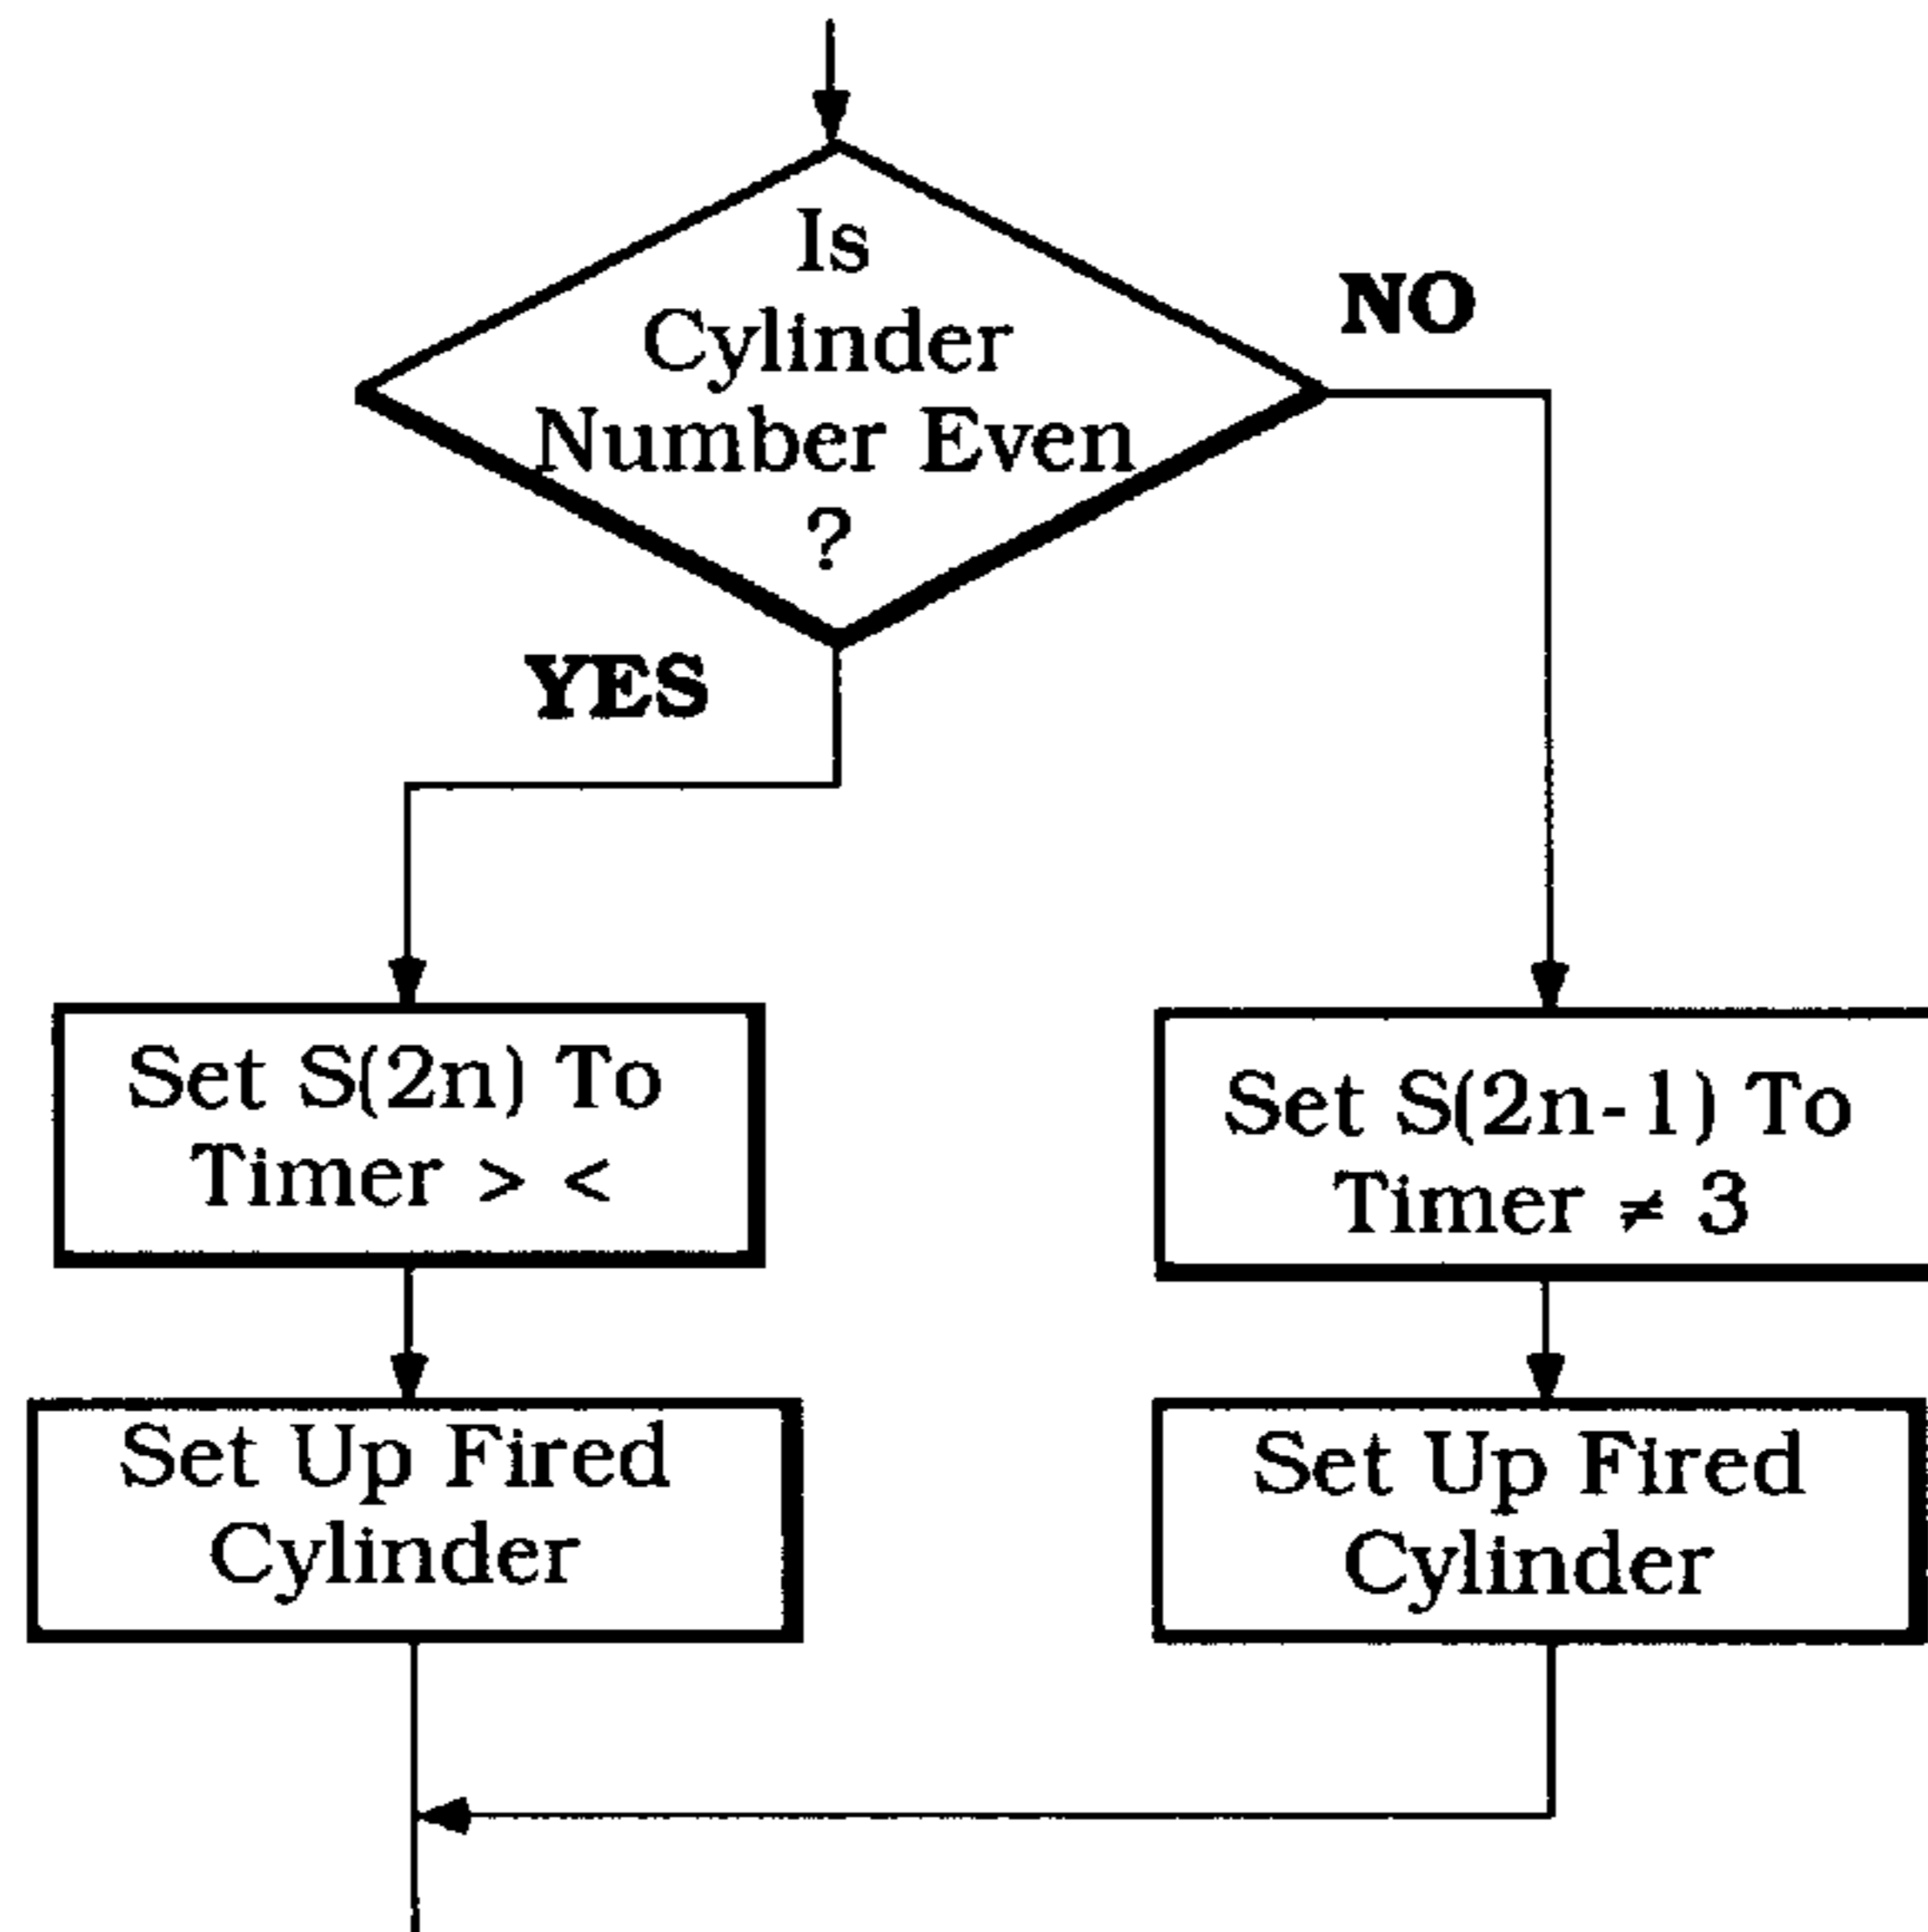 Is
Cylinder
Number Even
?
NO
YES
Set S(2n) To
Timer > <
Set S(2n-1) To
Timer ≠ 3
Set Up Fired
Cylinder
Set Up Fired
Cylinder